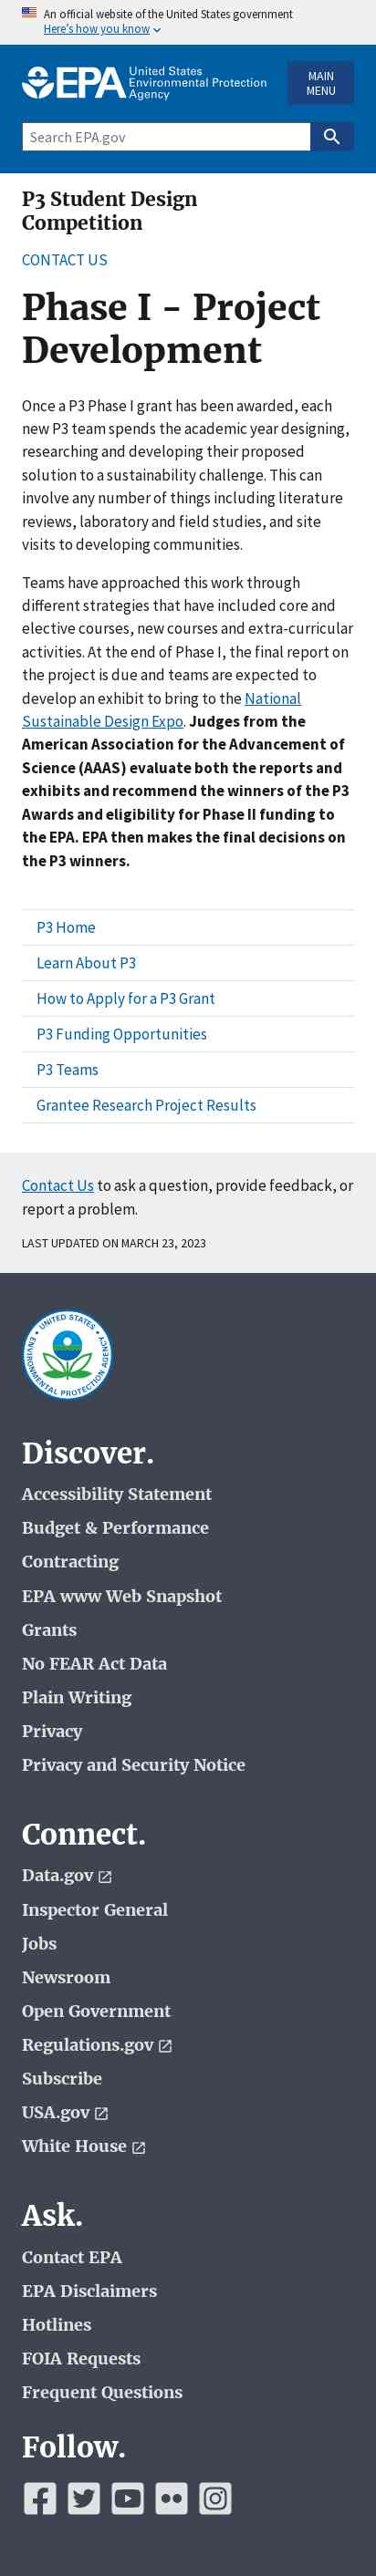 An official website of the United States government
Here's how you know
EPA United States
Environmental Protection
Agency
MAIN
MENU
Search EPA.gov
P3 Student Design
Competition
CONTACT US
Phase I - Project
Development
Once a P3 Phase I grant has been awarded, each
new P3 team spends the academic year designing,
researching and developing their proposed
solution to a sustainability challenge. This can
involve any number of things including literature
reviews, laboratory and field studies, and site
visits to developing communities.
Teams have approached this work through
different strategies that have included core and
elective courses, new courses and extra-curricular
activities. At the end of Phase I, the final report on
the project is due and teams are expected to
develop an exhibit to bring to the National
Sustainable Design Expo. Judges from the
American Association for the Advancement of
Science (AAAS) evaluate both the reports and
exhibits and recommend the winners of the P3
Awards and eligibility for Phase II funding to
the EPA. EPA then makes the final decisions on
the P3 winners.
P3 Home
Learn About P3
How to Apply for a P3 Grant
P3 Funding Opportunities
P3 Teams
Grantee Research Project Results
Contact Us to ask a question, provide feedback, or
report a problem.
LAST UPDATED ON MARCH 23, 2023
UNITED STATES
ENVIRONMENTAL PROTECTION AGENCY
Discover.
Accessibility Statement
Budget & Performance
Contracting
EPA www Web Snapshot
Grants
No FEAR Act Data
Plain Writing
Privacy
Privacy and Security Notice
Connect.
Data.gov
Inspector General
Jobs
Newsroom
Open Government
Regulations.gov
Subscribe
USA.gov
White House
Ask.
Contact EPA
EPA Disclaimers
Hotlines
FOIA Requests
Frequent Questions
Follow.